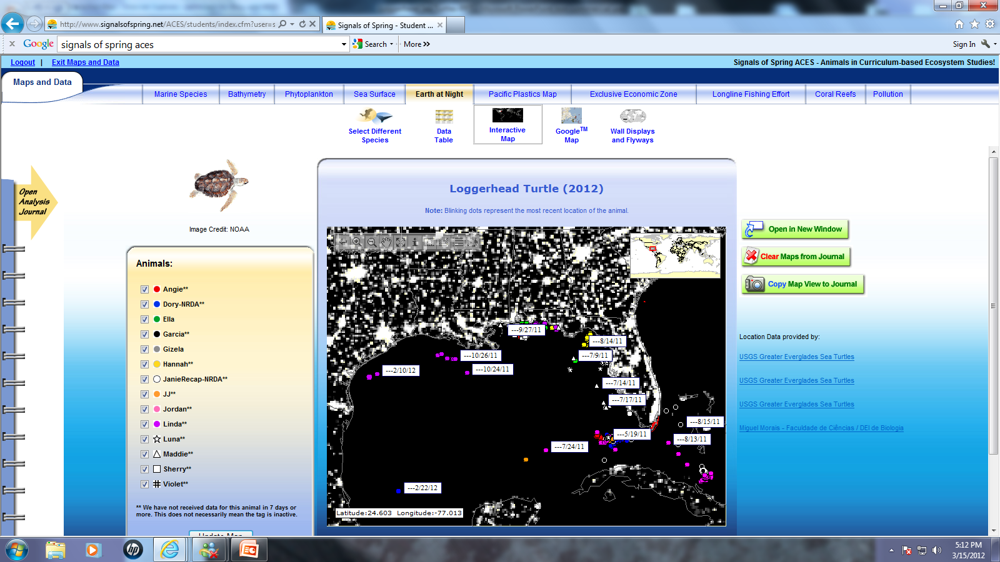 http://www.signalsofspring.net/ACES/students/index.cfm?user=s
Signals of Spring - Student ...
x Google signals of spring aces Search More »
Sign In
Logout | Exit Maps and Data
Signals of Spring ACES - Animals in Curriculum-based Ecosystem Studies!
Maps and Data
Marine Species Bathymetry Phytoplankton Sea Surface Earth at Night Pacific Plastics Map Exclusive Economic Zone Longline Fishing Effort Coral Reefs Pollution
Select Different
Species
Data
Table
Interactive
Map
Google™
Map
Wall Displays
and Flyways
Open
Analysis
Journal
Image Credit: NOAA
Animals:
Angie**
Dory-NRDA**
Ella
Garcia**
Gizela
Hannah**
JanieRecap-NRDA**
JJ**
Jordan**
Linda**
Luna**
Maddie**
Sherry**
Violet**
** We have not received data for this animal in 7 days or
more. This does not necessarily mean the tag is inactive.
Update Map
Loggerhead Turtle (2012)
Note: Blinking dots represent the most recent location of the animal.
---9/27/11
---8/14/11
---10/26/11
---7/9/11
---2/10/12
---10/24/11
---7/14/11
---7/17/11
---8/15/11
---5/19/11
---8/13/11
---7/24/11
---2/22/12
Latitude:24.603 Longitude:-77.013
Open in New Window
Clear Maps from Journal
Copy Map View to Journal
Location Data provided by:
USGS Greater Everglades Sea Turtles
USGS Greater Everglades Sea Turtles
USGS Greater Everglades Sea Turtles
Miguel Morais - Faculdade de Ciências / DEI de Biologia
hp
5:12 PM
3/15/2012